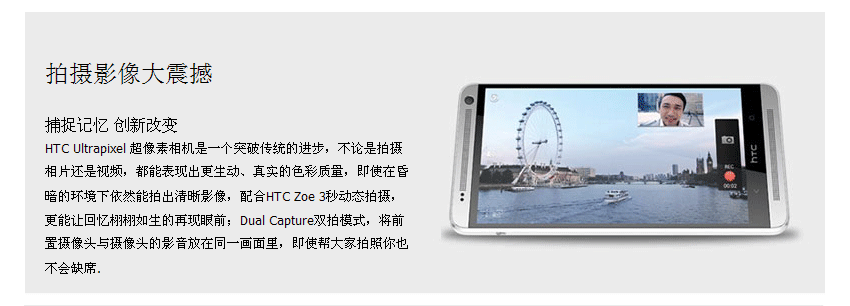 拍摄影像大震撼
捕捉记忆 创新改变
HTC Ultrapixel 超像素相机是一个突破传统的进步，不论是拍摄
相片还是视频，都能表现出更生动、真实的色彩质量，即使在昏
暗的环境下依然能拍出清晰影像，配合HTC Zoe 3秒动态拍摄，
更能让回忆栩栩如生的再现眼前；Dual Capture双拍模式，将前
置摄像头与摄像头的影音放在同一画面里，即使帮大家拍照你也
不会缺席.
REC
00:02
hTC